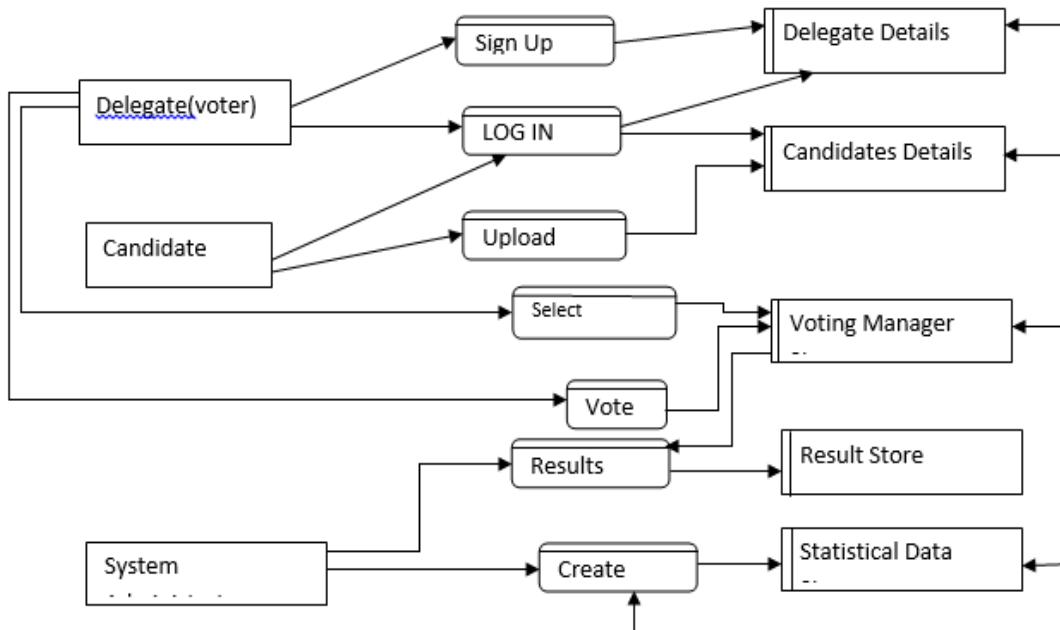 Sign Up
Delegate Details
Delegate(voter)
LOG IN
Candidates Details
Candidate
Upload
Select
Voting Manager
Vote
Results
Result Store
System
Create
Statistical Data